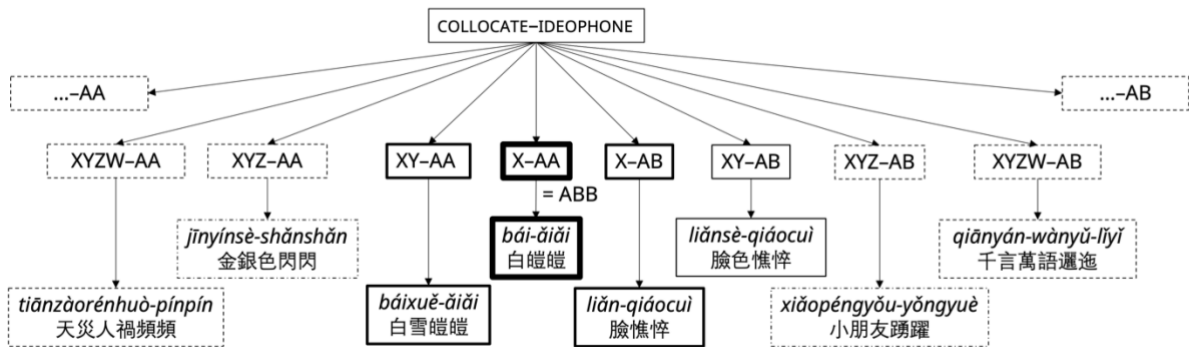 COLLOCATE–IDEOPHONE
...–AA
...–AB
XYZW–AA
XYZ–AA
XY–AA
X–AA
X–AB
XY–AB
XYZ–AB
XYZW–AB
= ABB
jīnyínsè-shǎnshǎn
金銀色閃閃
bái-ǎiǎi
白皚皚
liǎnsè-qiáocuì
臉色憔悴
qiānyán-wànyǔ-lǐyǐ
千言萬語邐迤
tiānzàorénhuò-pínpín
天災人禍頻頻
báixuě-ǎiǎi
白雪皚皚
liǎn-qiáocuì
臉憔悴
xiǎopéngyǒu-yǒngyuè
小朋友踴躍